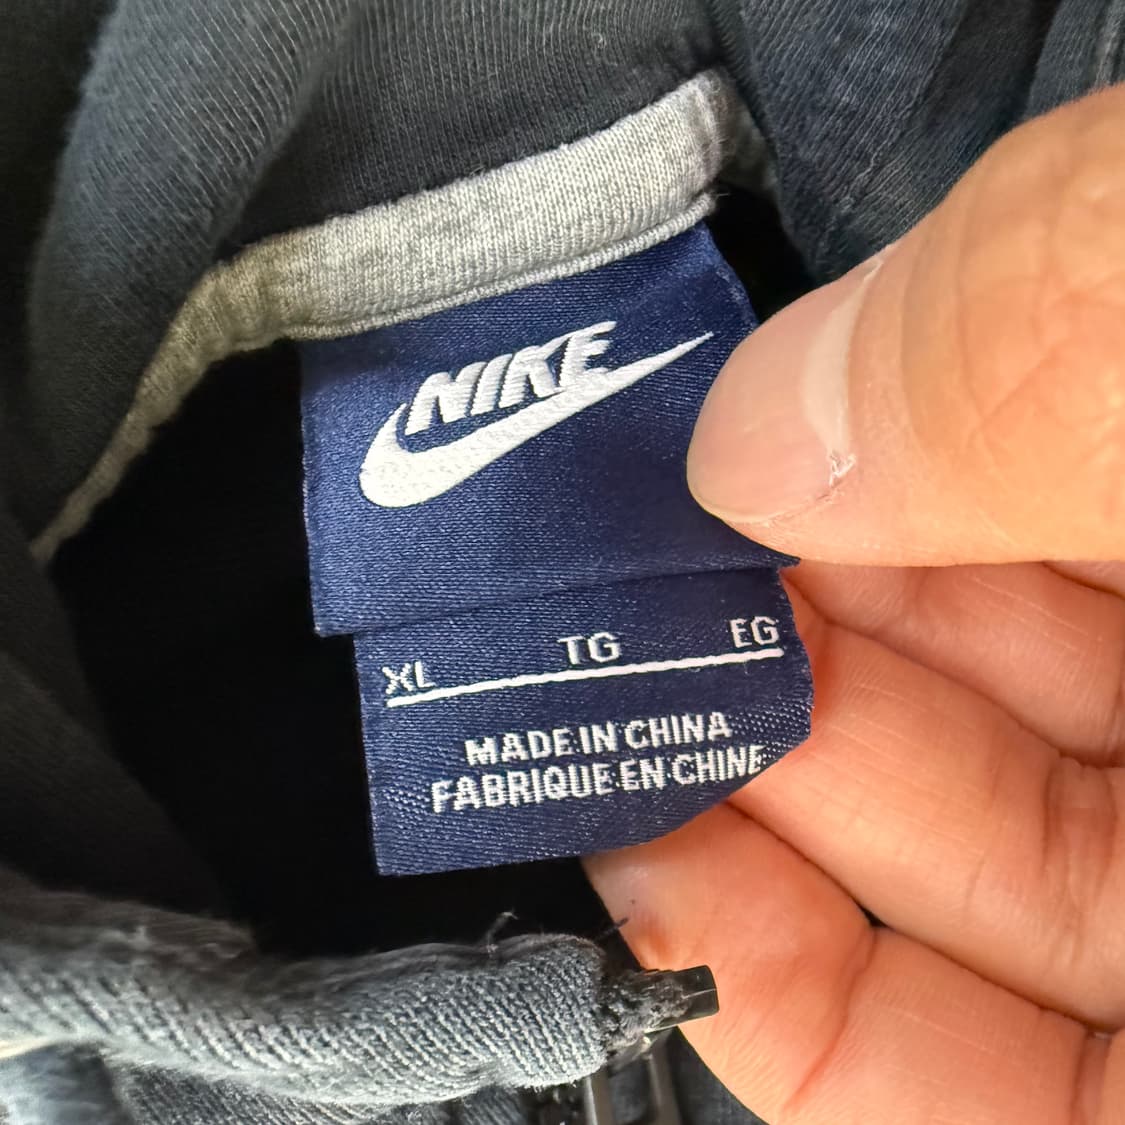 NIKE
XL TG EG
MADE IN CHINA
FABRIQUE EN CHINE